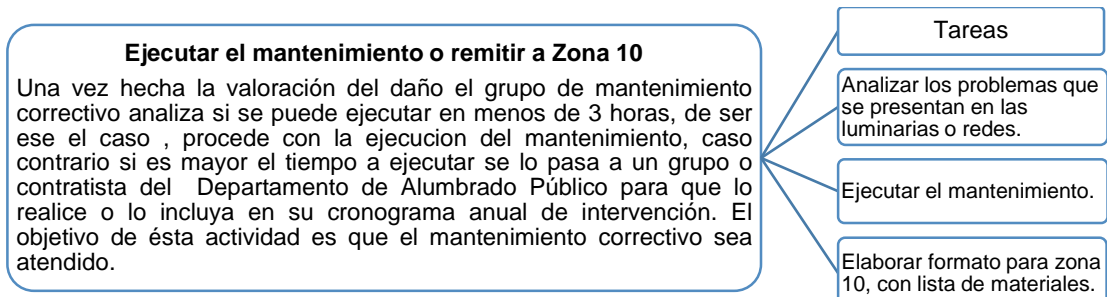 Ejecutar el mantenimiento o remitir a Zona 10
Una vez hecha la valoración del daño el grupo de mantenimiento
correctivo analiza si se puede ejecutar en menos de 3 horas, de ser
ese el caso , procede con la ejecucion del mantenimiento, caso
contrario si es mayor el tiempo a ejecutar se lo pasa a un grupo o
contratista del Departamento de Alumbrado Público para que lo
realice o lo incluya en su cronograma anual de intervención. El
objetivo de ésta actividad es que el mantenimiento correctivo sea
atendido.
Tareas
Analizar los problemas que
se presentan en las
luminarias o redes.
Ejecutar el mantenimiento.
Elaborar formato para zona
10, con lista de materiales.